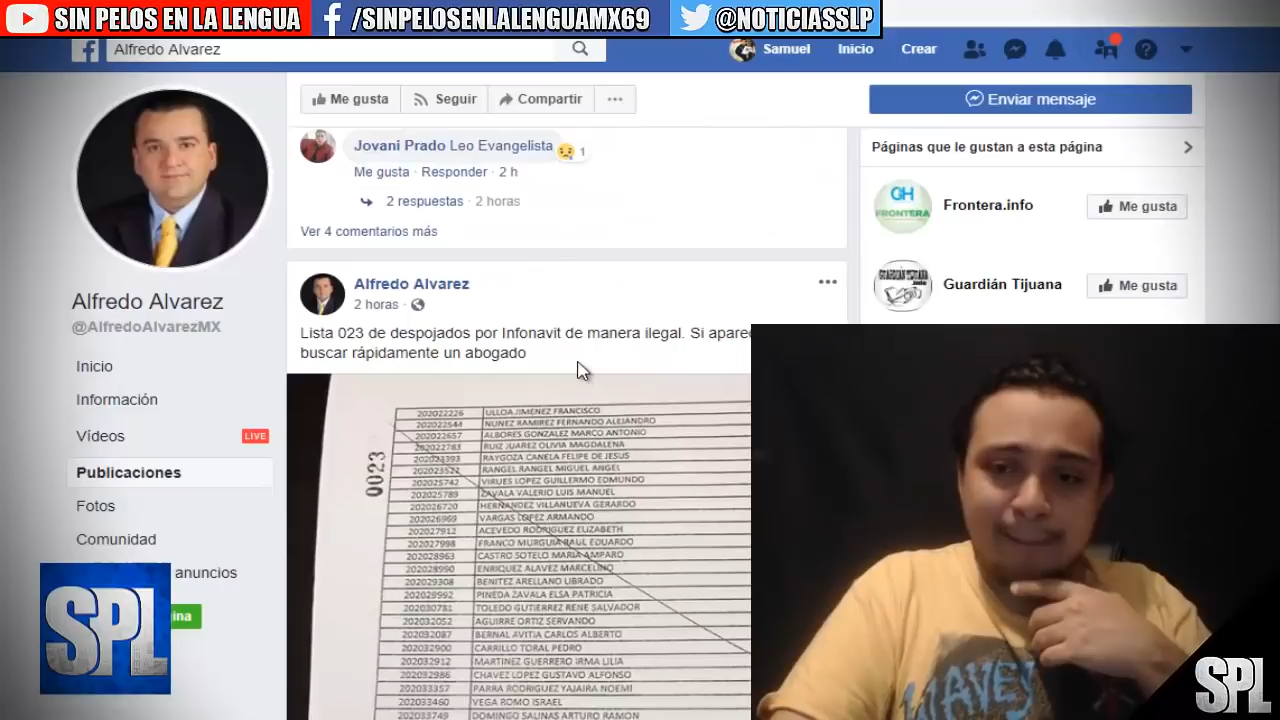 SIN PELOS EN LA LENGUA
/SINPELOSENLALENGUAMX69
@NOTICIASSLP
Alfredo Alvarez
Samuel
Inicio
Crear
Me gusta
Seguir
Compartir
Enviar mensaje
Jovani Prado Leo Evangelista
1
Me gusta · Responder · 2 h
2 respuestas · 2 horas
Ver 4 comentarios más
Páginas que le gustan a esta página
GH
FRONTERA
Frontera.info
Me gusta
GUARDIÁN TIJUANA
Guardián Tijuana
Me gusta
Alfredo Alvarez
@AlfredoAlvarezMX
Inicio
Información
Vídeos
LIVE
Publicaciones
Fotos
Comunidad
anuncios
Alfredo Alvarez
2 horas
Lista 023 de despojados por Infonavit de manera ilegal. Si
buscar rápidamente un abogado
0023
202022226 ULLOA JIMENEZ FRANCISCO
202022544 NUNEZ RAMIREZ FERNANDO ALEJANDRO
202022657 ALBORES GONZALEZ MARCO ANTONIO
202022783 RUIZ JUAREZ OLIVIA MAGDALENA
202023393 RAYGOZA CANELA FELIPE DE JESUS
202023522 RANGEL RANGEL MIGUEL ANGEL
202025742 VIRUES LOPEZ GUILLERMO EDMUNDO
202025789 ZAVALA VALERIO LUIS MANUEL
202026720 HERNANDEZ VILLANUEVA GERARDO
202026969 VARGAS LOPEZ ARMANDO
202027912 ACEVEDO RODRIGUEZ ELIZABETH
202027998 FRANCO MURGUIA RAUL EDUARDO
202028963 CASTRO SOTELO MARIA AMPARO
202028990 ENRIQUEZ ALAVEZ MARCELINO
202029308 BENITEZ ARELLANO LIBRADO
202029992 PINEDA ZAVALA ELSA PATRICIA
202030781 TOLEDO GUTIERREZ RENE SALVADOR
202032052 AGUIRRE ORTIZ SERVANDO
202032087 BERNAL AVITIA CARLOS ALBERTO
202032900 CARRILLO TORAL PEDRO
202032912 MARTINEZ GUERRERO IRMA LILIA
202032986 CHAVEZ LOPEZ GUSTAVO ALFONSO
202033357 PARRA RODRIGUEZ YAJAIRA NOEMI
202033460 VEGA ROMO ISRAEL
202033749 DOMINGO SALINAS ARTURO RAMON
SPL
SPL